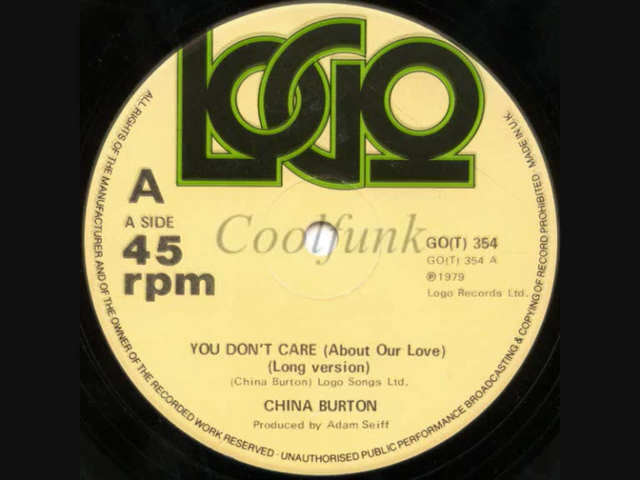 LOGO
A
A SIDE
45
rpm
Coolfunk
GO(T) 354
GO(T) 354 A
℗1979
Logo Records Ltd.
YOU DON'T CARE (About Our Love)
(Long version)
(China Burton) Logo Songs Ltd.
CHINA BURTON
Produced by Adam Seiff
ALL RIGHTS OF THE MANUFACTURER AND OF THE OWNER OF THE RECORDED WORK RESERVED · UNAUTHORISED PUBLIC PERFORMANCE BROADCASTING & COPYING OF RECORD PROHIBITED. MADE IN U.K.